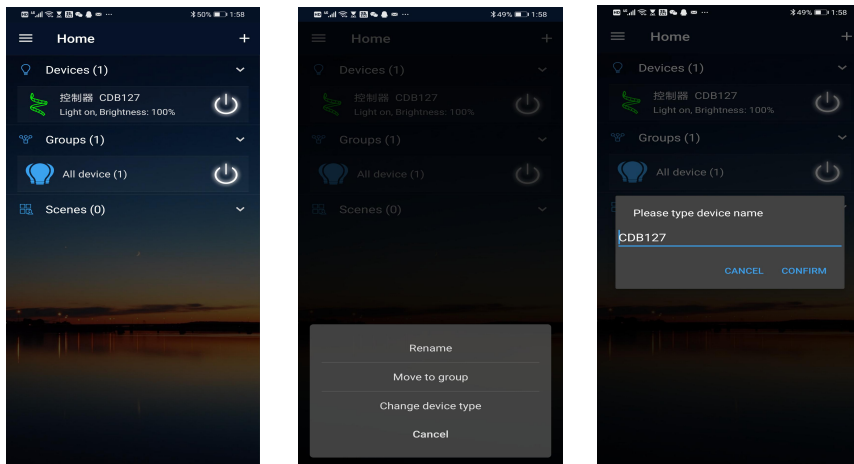 50% 1:58
Home
Devices (1)
控制器 CDB127
Light on, Brightness: 100%
Groups (1)
All device (1)
Scenes (0)
49% 1:58
Home
Devices (1)
控制器 CDB127
Light on, Brightness: 100%
Groups (1)
All device (1)
Scenes (0)
Rename
Move to group
Change device type
Cancel
49% 1:58
Home
Devices (1)
控制器 CDB127
Light on, Brightness: 100%
Groups (1)
All device (1)
Please type device name
CDB127
CANCEL CONFIRM